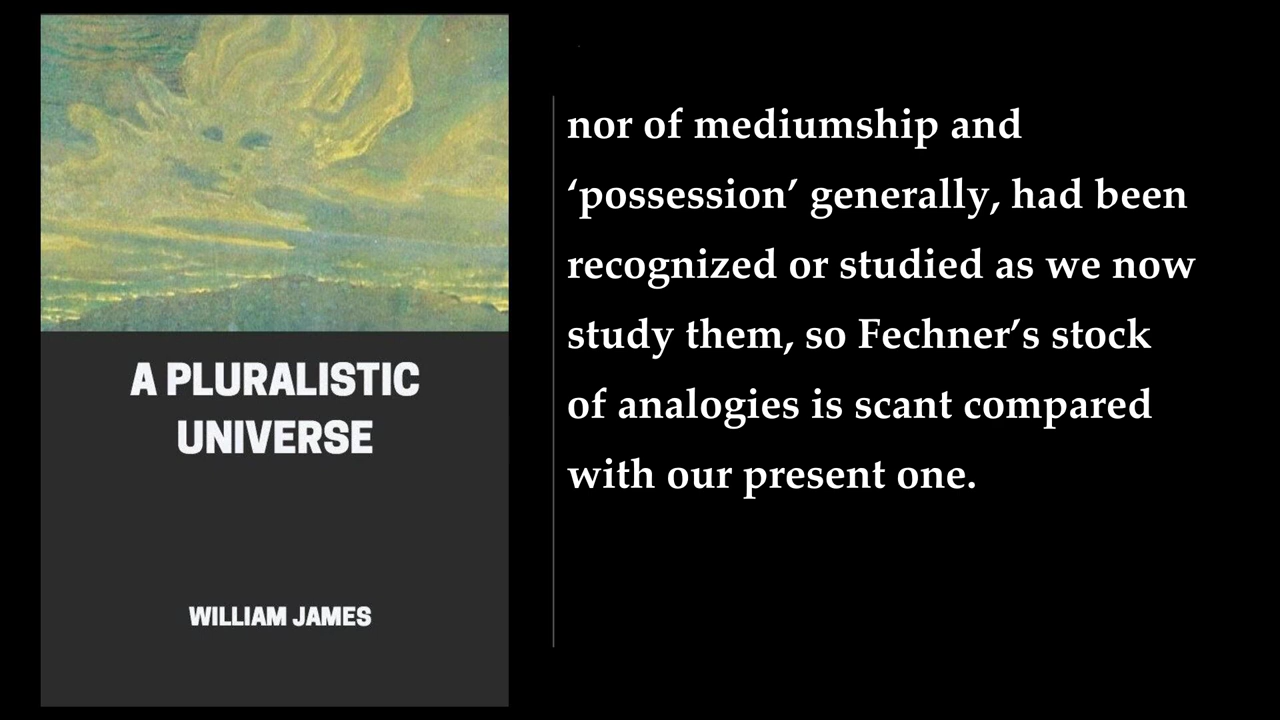 A PLURALISTIC
UNIVERSE
WILLIAM JAMES
nor of mediumship and
‘possession’ generally, had been
recognized or studied as we now
study them, so Fechner’s stock
of analogies is scant compared
with our present one.